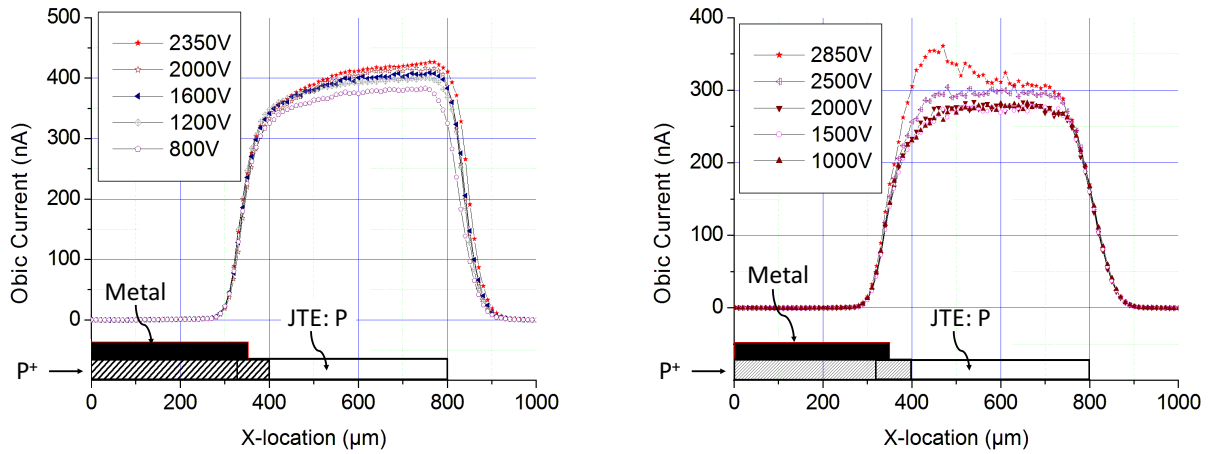 500
400
300
200
100
0
Obic Current (nA)
2350V
2000V
1600V
1200V
800V
Metal
JTE: P
P+
0 200 400 600 800 1000
X-location (µm)
400
300
200
100
0
Obic Current (nA)
2850V
2500V
2000V
1500V
1000V
Metal
JTE: P
P+
0 200 400 600 800 1000
X-location (µm)